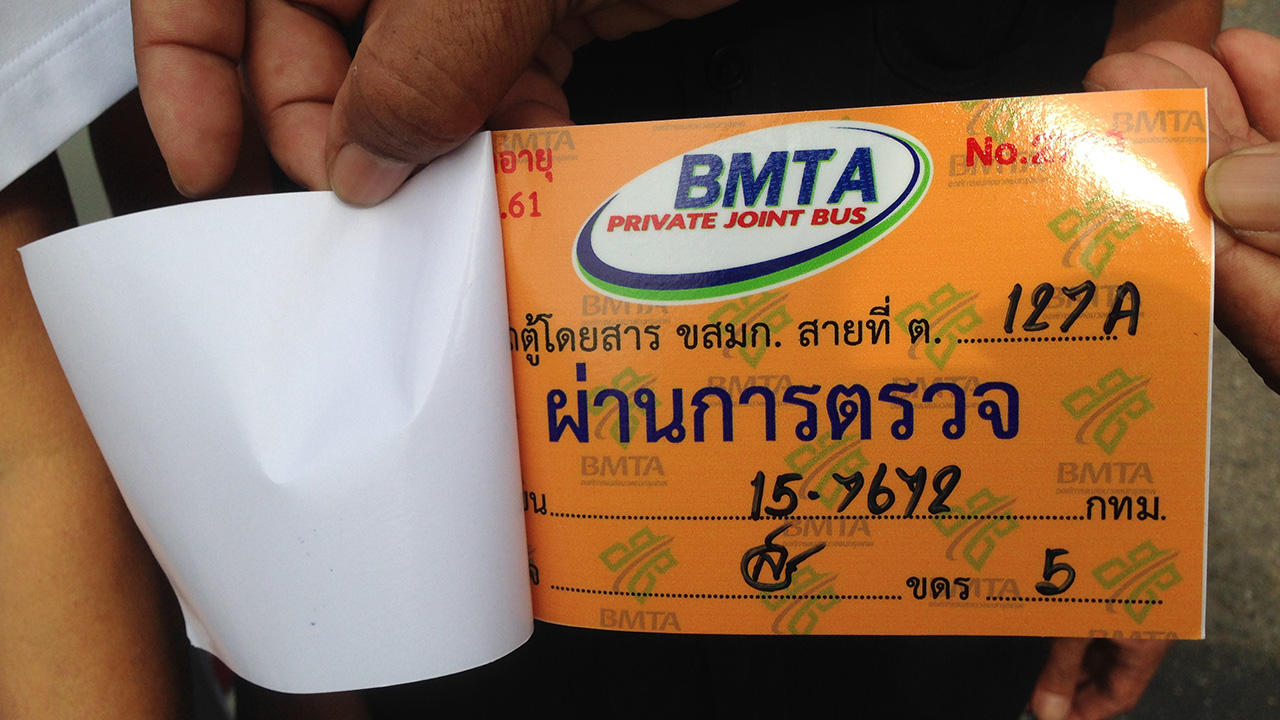 อายุ
.61
BMTA
PRIVATE JOINT BUS
No.
ตู้โดยสาร ขสมก. สายที่ ต. 127A
ผ่านการตรวจ
15-7672 กทม.
ขดร 5
BMTA